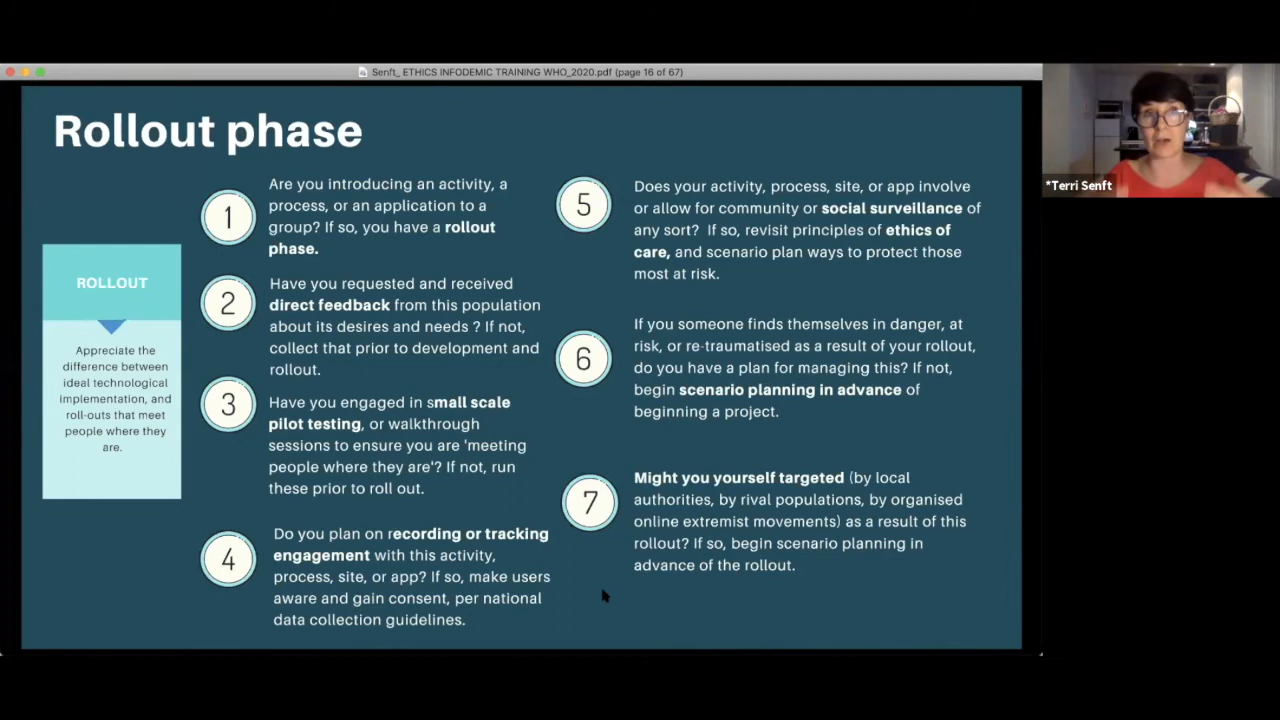 Senft_ ETHICS INFODEMIC TRAINING WHO_2020.pdf (page 16 of 67)
Rollout phase
ROLLOUT
Appreciate the
difference between
ideal technological
implementation, and
roll-outs that meet
people where they
are.
1
Are you introducing an activity, a
process, or an application to a
group? If so, you have a rollout
phase.
2
Have you requested and received
direct feedback from this population
about its desires and needs ? If not,
collect that prior to development and
rollout.
3
Have you engaged in small scale
pilot testing, or walkthrough
sessions to ensure you are 'meeting
people where they are'? If not, run
these prior to roll out.
4
Do you plan on recording or tracking
engagement with this activity,
process, site, or app? If so, make users
aware and gain consent, per national
data collection guidelines.
5
Does your activity, process, site, or app involve
or allow for community or social surveillance of
any sort? If so, revisit principles of ethics of
care, and scenario plan ways to protect those
most at risk.
6
If you someone finds themselves in danger, at
risk, or re-traumatised as a result of your rollout,
do you have a plan for managing this? If not,
begin scenario planning in advance of
beginning a project.
7
Might you yourself targeted (by local
authorities, by rival populations, by organised
online extremist movements) as a result of this
rollout? If so, begin scenario planning in
advance of the rollout.
*Terri Senft